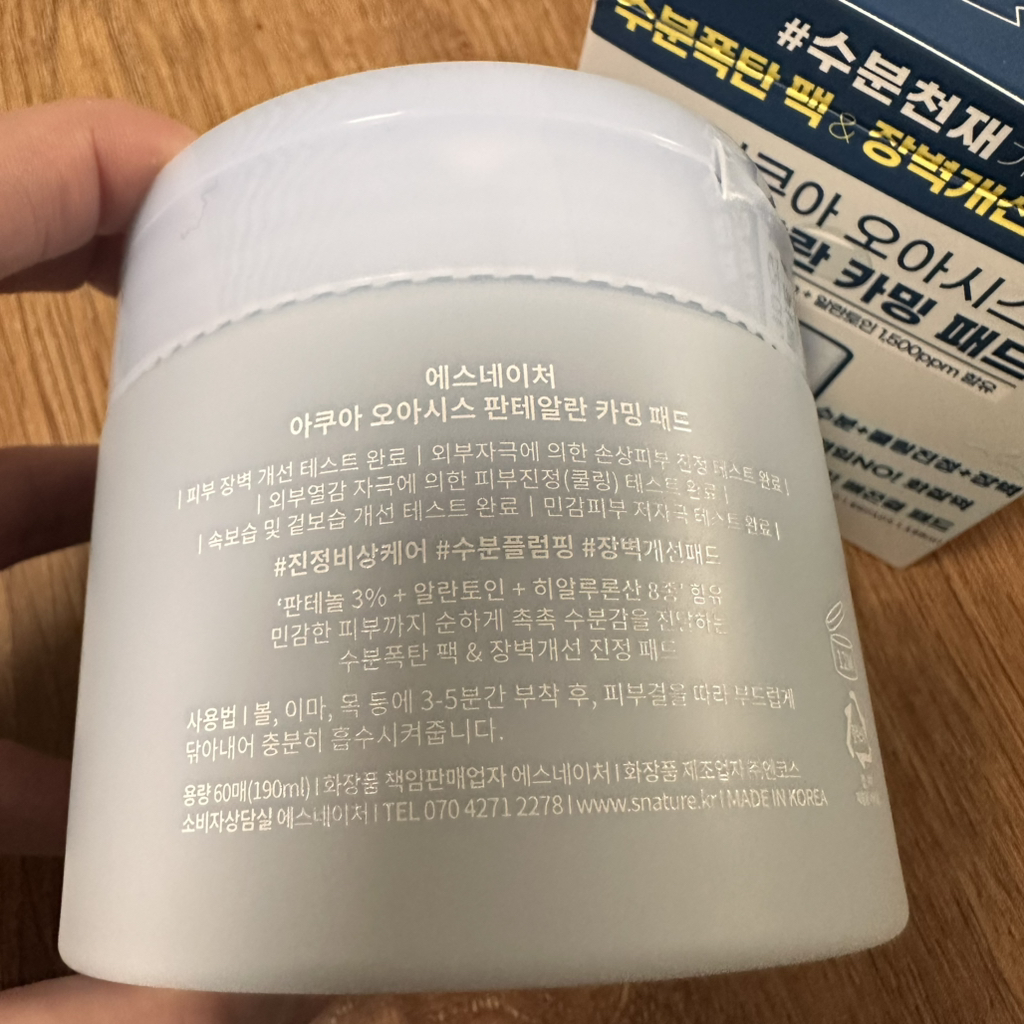 에스네이처
아쿠아 오아시스 판테알란 카밍 패드
| 피부 장벽 개선 테스트 완료 | 외부자극에 의한 손상피부 진정 테스트 완료 |
| 외부열감 자극에 의한 피부진정(쿨링) 테스트 완료 |
| 속보습 및 겉보습 개선 테스트 완료 | 민감피부 저자극 테스트 완료 |
#진정비상케어 #수분플럼핑 #장벽개선패드
'판테놀 3% + 알란토인 + 히알루론산 8종' 함유
민감한 피부까지 순하게 촉촉 수분감을 전달하는
수분폭탄 팩 & 장벽개선 진정 패드
사용법 | 볼, 이마, 목 등에 3-5분간 부착 후, 피부결을 따라 부드럽게
닦아내어 충분히 흡수시켜줍니다.
용량 60매(190ml) | 화장품 책임판매업자 에스네이처 | 화장품 제조업자 ㈜앤코스
소비자상담실 에스네이처 | TEL 070 4271 2278 | www.snature.kr | MADE IN KOREA
#수분천재
수분폭탄 팩 & 장벽개선
오아시스
카밍 패드
+ 알란토인 1,500ppm 함유